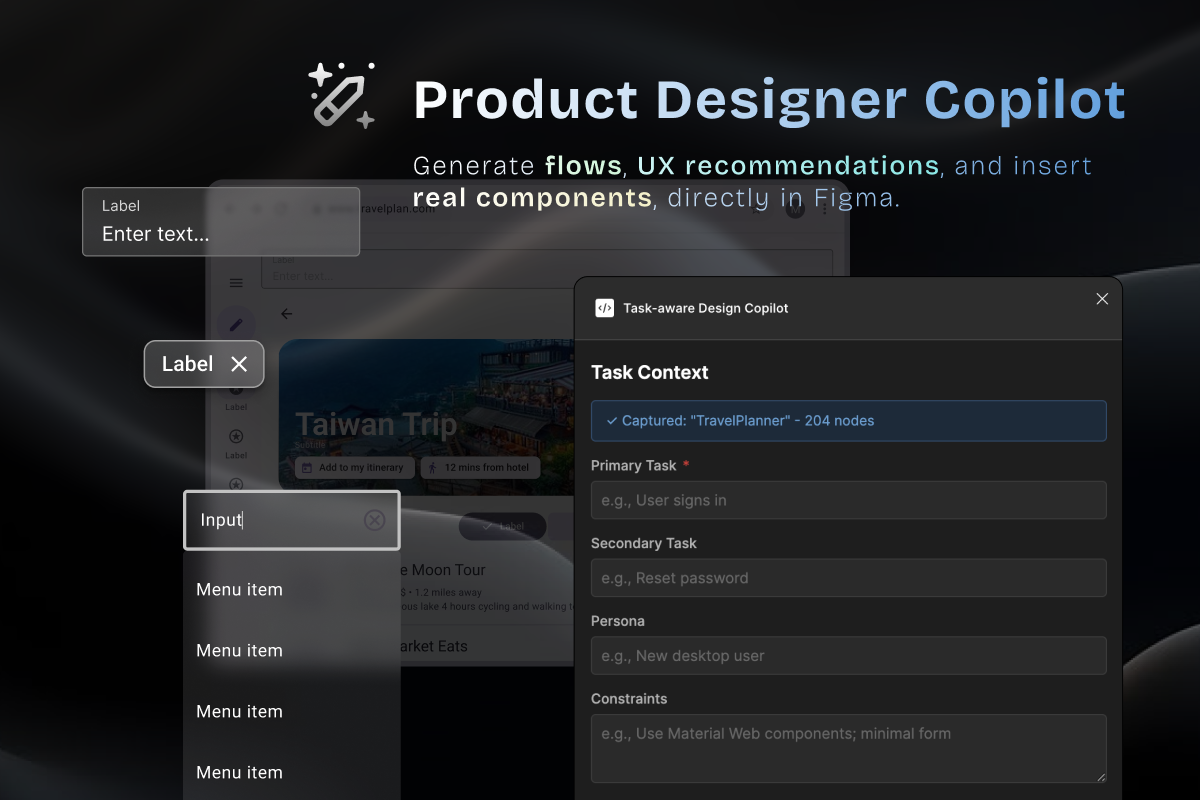 Product Designer Copilot
Generate flows, UX recommendations, and insert
real components, directly in Figma.
Label
Enter text...
travelplan.com
M
Label
Enter text...
Label
Label
Label
Taiwan Trip
Add to my itinerary
12 mins from hotel
Input
Label
Menu item
Menu item
Menu item
Menu item
e Moon Tour
$ • 1.2 miles away
ous lake 4 hours cycling and walking
arket Eats
</> Task-aware Design Copilot
Task Context
✓ Captured: "TravelPlanner" - 204 nodes
Primary Task *
e.g., User signs in
Secondary Task
e.g., Reset password
Persona
e.g., New desktop user
Constraints
e.g., Use Material Web components; minimal form